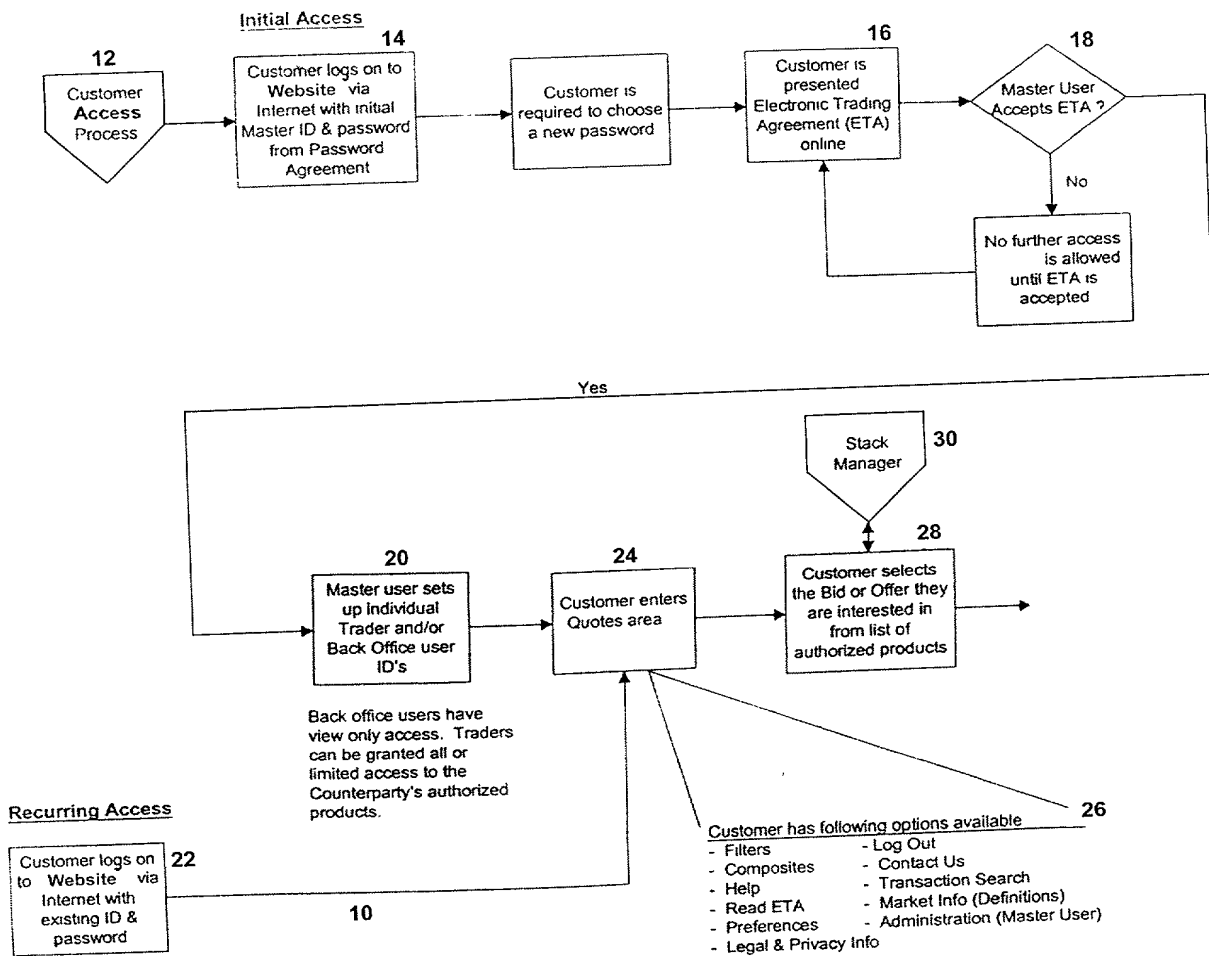 Initial Access
12
Customer
Access
Process
14
Customer logs on to
Website via
Internet with initial
Master ID & password
from Password
Agreement
Customer is
required to choose
a new password
16
Customer is
presented
Electronic Trading
Agreement (ETA)
online
18
Master User
Accepts ETA ?
No
No further access
is allowed
until ETA is
accepted
Yes
Stack
Manager
30
20
Master user sets
up individual
Trader and/or
Back Office user
ID's
Back office users have
view only access. Traders
can be granted all or
limited access to the
Counterparty's authorized
products.
24
Customer enters
Quotes area
28
Customer selects
the Bid or Offer they
are interested in
from list of
authorized products
Recurring Access
22
Customer logs on
to Website via
Internet with
existing ID &
password
10
26
Customer has following options available
- Filters
- Composites
- Help
- Read ETA
- Preferences
- Legal & Privacy Info
- Log Out
- Contact Us
- Transaction Search
- Market Info (Definitions)
- Administration (Master User)